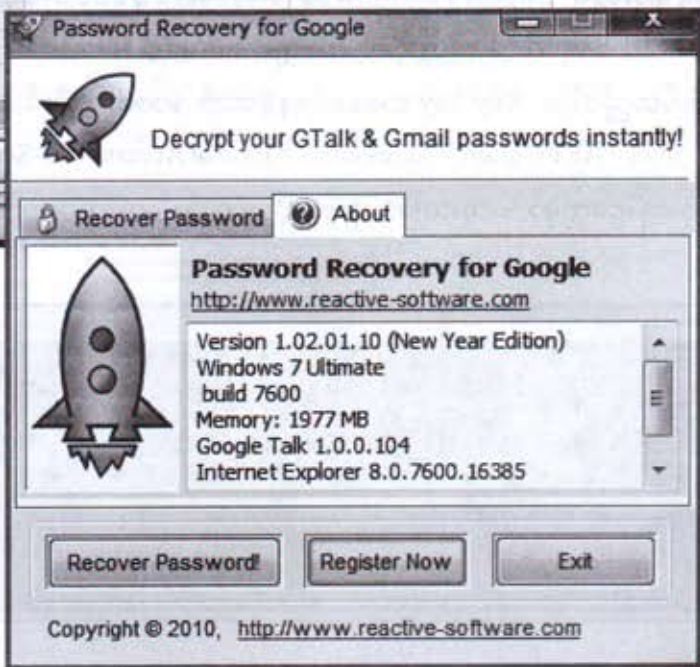 Password Recovery for Google
Decrypt your GTalk & Gmail passwords instantly!
Recover Password
About
Password Recovery for Google
http://www.reactive-software.com
Version 1.02.01.10 (New Year Edition)
Windows 7 Ultimate
build 7600
Memory: 1977 MB
Google Talk 1.0.0.104
Internet Explorer 8.0.7600.16385
Recover Password!
Register Now
Exit
Copyright © 2010, http://www.reactive-software.com